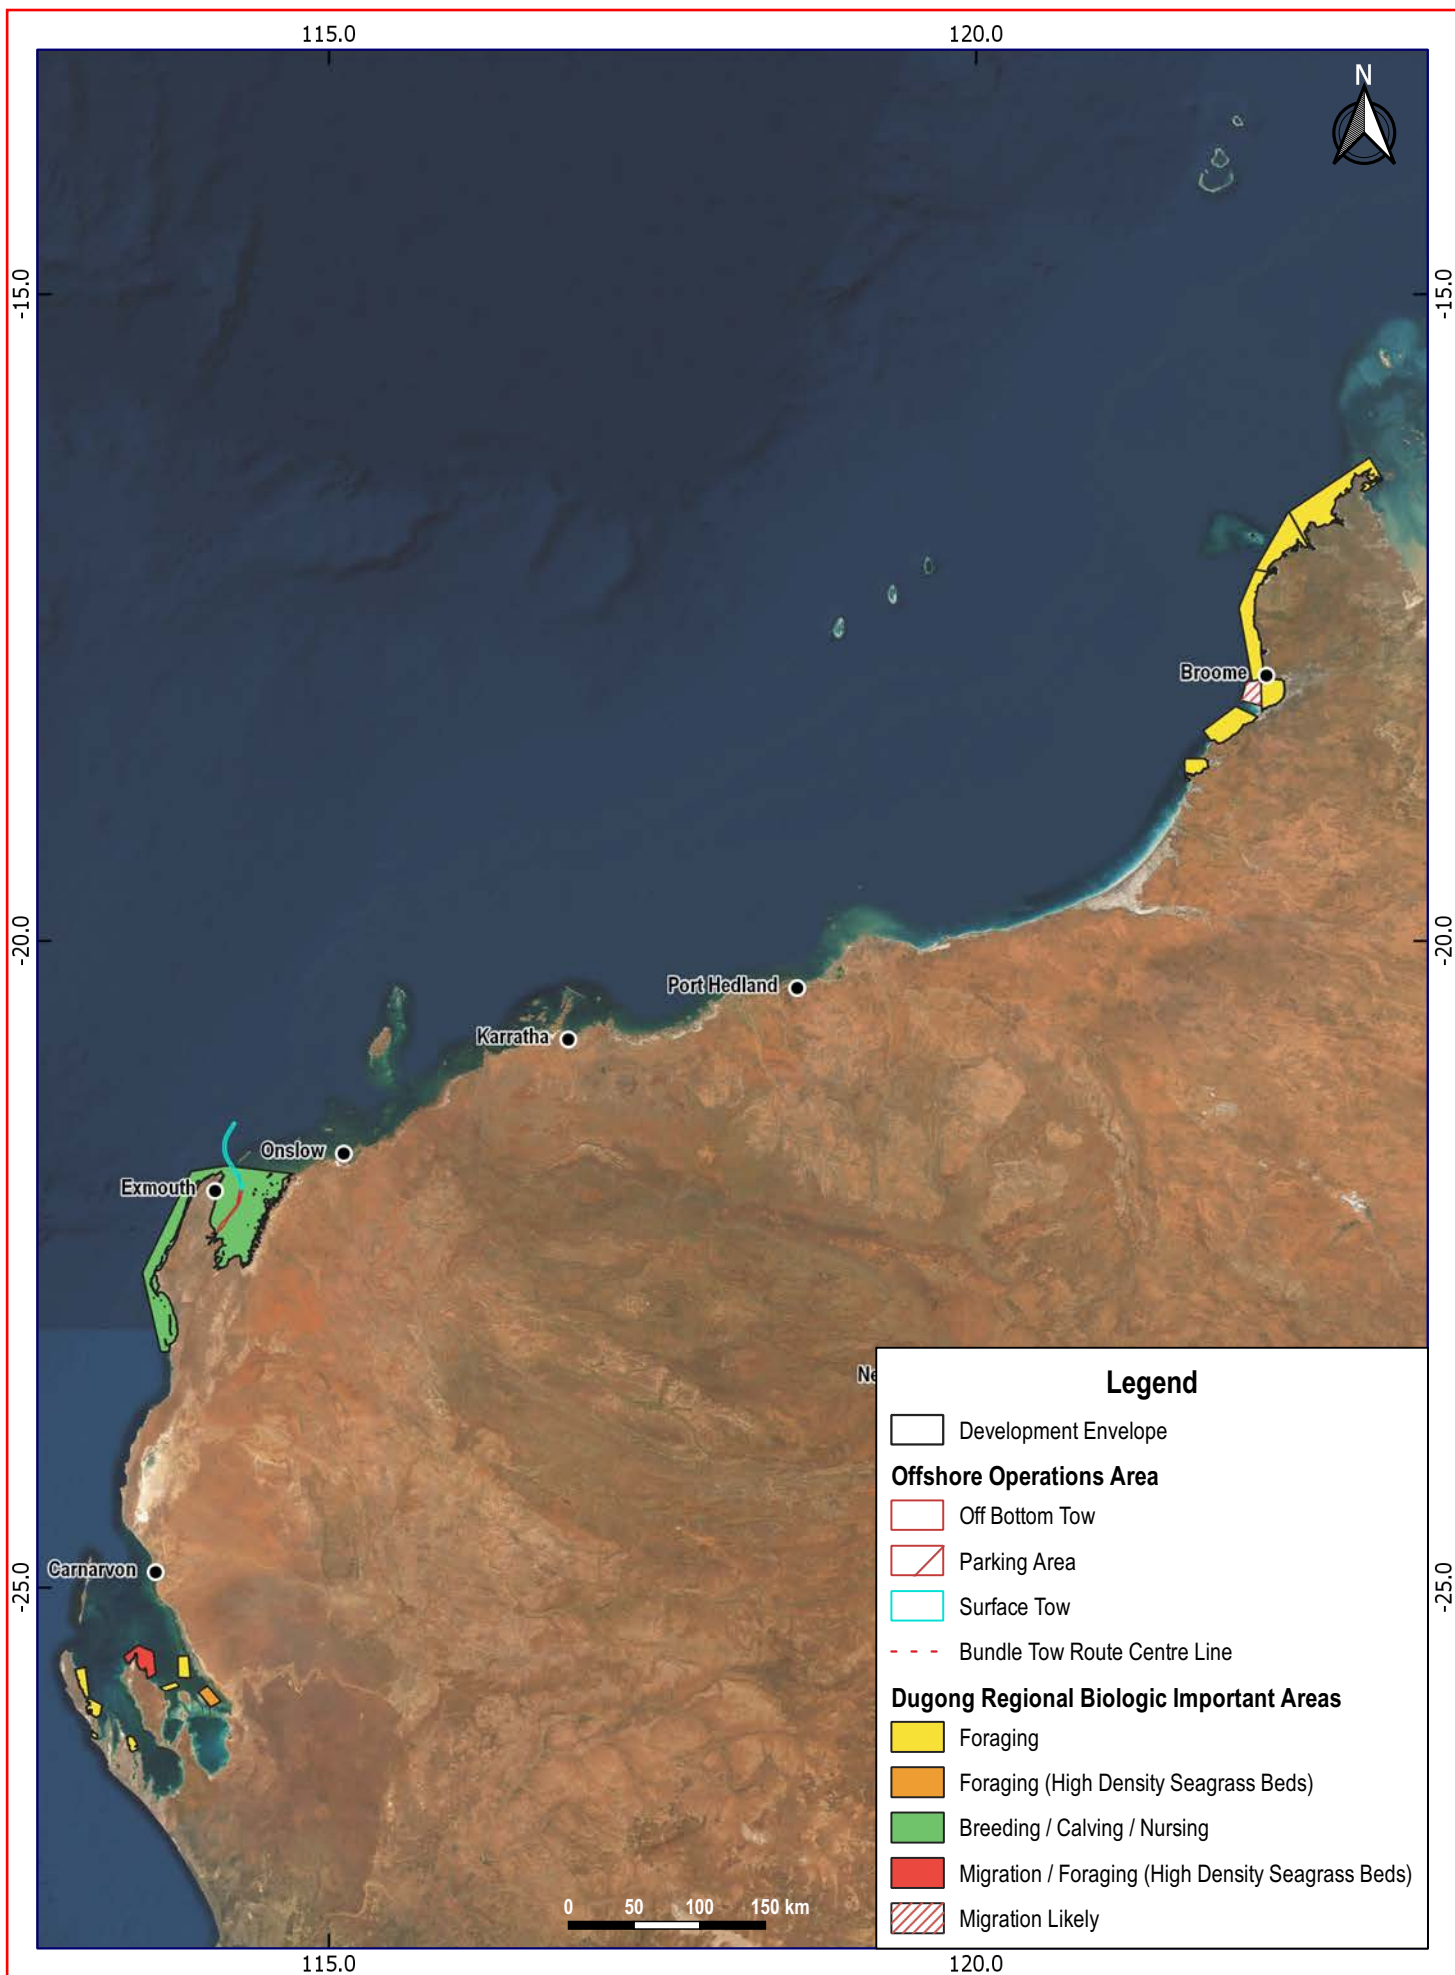 115.0
120.0
N
-15.0
-15.0
Broome
-20.0
-20.0
Port Hedland
Karratha
Onslow
Exmouth
Ne
Carnarvon
-25.0
-25.0
Legend
Development Envelope
Offshore Operations Area
Off Bottom Tow
Parking Area
Surface Tow
Bundle Tow Route Centre Line
Dugong Regional Biologic Important Areas
Foraging
Foraging (High Density Seagrass Beds)
Breeding / Calving / Nursing
Migration / Foraging (High Density Seagrass Beds)
Migration Likely
0 50 100 150 km
115.0
120.0